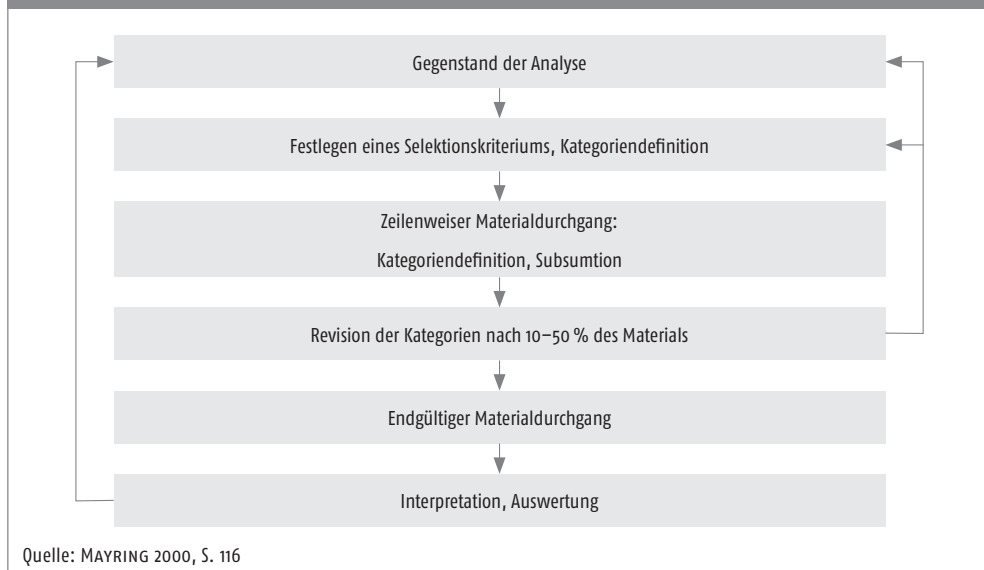 Gegenstand der Analyse
Festlegen eines Selektionskriteriums, Kategoriendefinition
Zeilenweiser Materialdurchgang:
Kategoriendefinition, Subsumtion
Revision der Kategorien nach 10–50 % des Materials
Endgültiger Materialdurchgang
Interpretation, Auswertung
Quelle: MAYRING 2000, S. 116